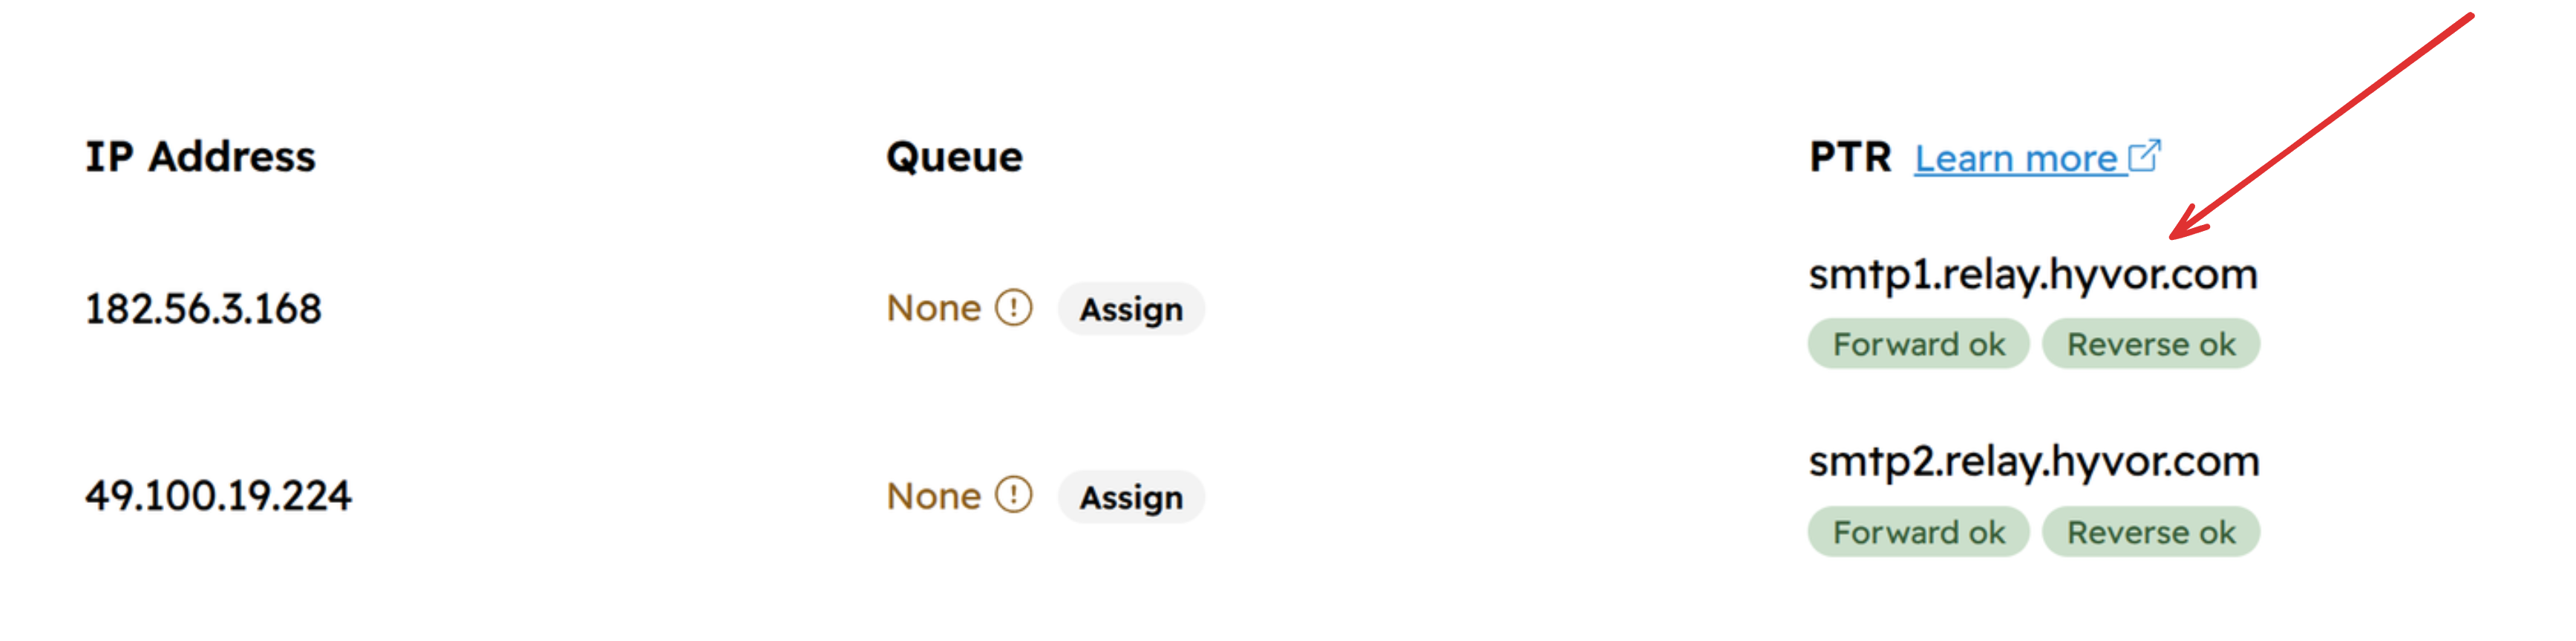 IP Address Queue PTR Learn more
182.56.3.168 None Assign smtp1.relay.hyvor.com
Forward ok Reverse ok
49.100.19.224 None Assign smtp2.relay.hyvor.com
Forward ok Reverse ok